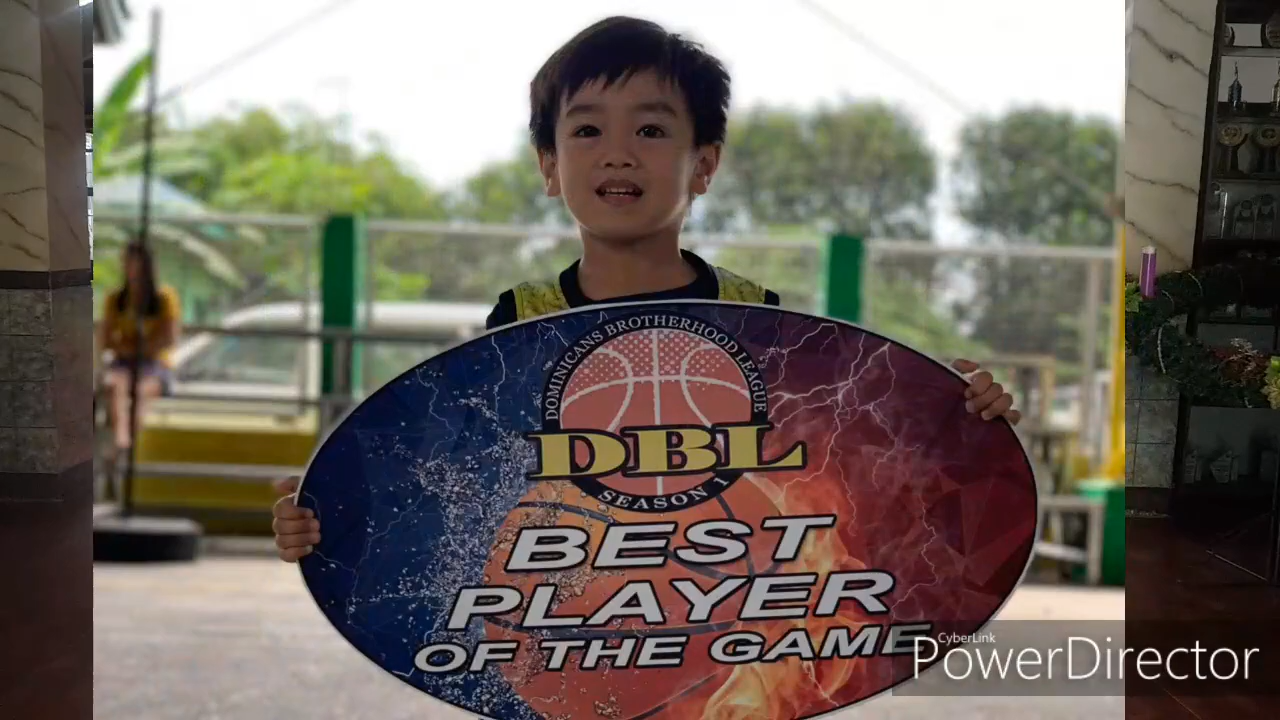 DOMINICANS BROTHERHOOD LEAGUE
DBL
SEASON 1
BEST
PLAYER
OF THE GAME
CyberLink
PowerDirector